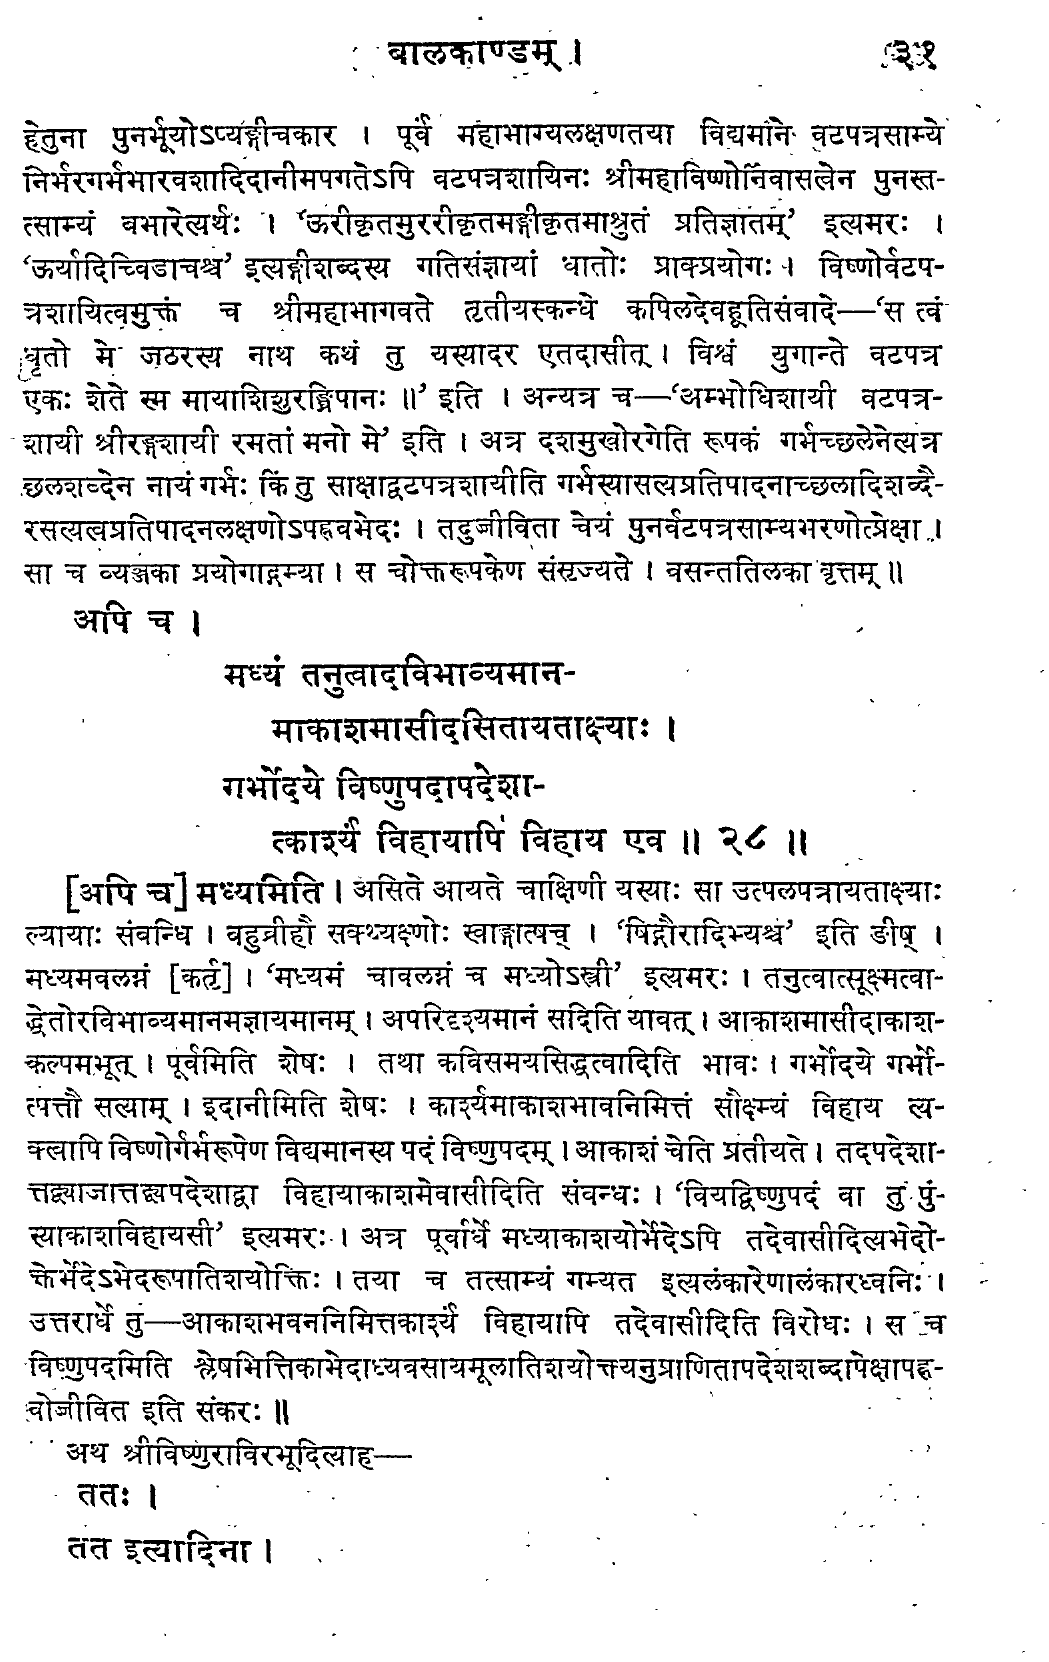 बालकाण्डम् ।
३१
हेतुना पुनर्भूयोऽप्यङ्गीचकार । पूर्वं महाभाग्यलक्षणतया विद्यमाने वटपत्रसाम्ये
निर्भरगर्भभारवशादिदानीमपगतेऽपि वटपत्रशायिनः श्रीमहाविष्णोर्निवासत्वेन पुनस्त-
त्साम्यं बभारेत्यर्थः । ‘ऊरीकृतमुररीकृतमङ्गीकृतमाश्रुतं प्रतिज्ञातम्’ इत्यमरः ।
‘ऊर्यादिच्विडाचश्च’ इत्यङ्गीशब्दस्य गतिसंज्ञायां धातोः प्राक्प्रयोगः । विष्णोर्वटप-
त्रशायित्वमुक्तं च श्रीमहाभागवते तृतीयस्कन्धे कपिलदेवहूतिसंवादे—‘स त्वं
धृतो मे जठरस्य नाथ कथं तु यस्यादर एतदासीत् । विश्वं युगान्ते वटपत्र
एकः शेते स्म मायाशिशुरङ्घ्रिपानः ॥’ इति । अन्यत्र च—‘अम्भोधिशायी वटपत्र-
शायी श्रीरङ्गशायी रमतां मनो मे’ इति । अत्र दशमुखोरगेति रूपकं गर्भच्छलेनेत्यत्र
छलशब्देन नायं गर्भः किं तु साक्षाद्वटपत्रशायीति गर्भस्यासत्यप्रतिपादनाच्छलादिशब्दै-
रसत्यत्वप्रतिपादनलक्षणोऽपह्नवभेदः । तदुज्जीविता चेयं पुनर्वटपत्रसाम्यभरणोत्प्रेक्षा ।
सा च व्यञ्जका प्रयोगाद्गम्या । स चोक्तरूपकेण संसृज्यते । वसन्ततिलका वृत्तम् ॥
अपि च ।
मध्यं तनुत्वादविभाव्यमान-
माकाशमासीदसितायताक्ष्याः ।
गर्भोदये विष्णुपदापदेशा-
त्कार्श्यं विहायापि विहाय एव ॥ २८ ॥
[अपि च] मध्यमिति । असिते आयते चाक्षिणी यस्याः सा उत्पलपत्रायताक्ष्याः
ल्यायाः संबन्धि । बहुव्रीहौ सक्थ्यक्ष्णोः स्वाङ्गात्षच् । ‘षिद्गौरादिभ्यश्च’ इति ङीष् ।
मध्यमवलग्नं [कर्तृ] । ‘मध्यमं चावलग्नं च मध्योऽस्त्री’ इत्यमरः । तनुत्वात्सूक्ष्मत्वा-
द्धेतोरविभाव्यमानमज्ञायमानम् । अपरिदृश्यमानं सदिति यावत् । आकाशमासीदाकाश-
कल्पमभूत् । पूर्वमिति शेषः । तथा कविसमयसिद्धत्वादिति भावः । गर्भोदये गर्भो-
त्पत्तौ सत्याम् । इदानीमिति शेषः । कार्श्यमाकाशभावनिमित्तं सौक्ष्म्यं विहाय त्य-
क्त्वापि विष्णोर्गर्भरूपेण विद्यमानस्य पदं विष्णुपदम् । आकाशं चेति प्रतीयते । तदपदेशा-
त्तद्व्याजात्तद्व्यपदेशाद्वा विहायाकाशमेवासीदिति संबन्धः । ‘वियद्विष्णुपदं वा तु पुं-
स्याकाशविहायसी’ इत्यमरः । अत्र पूर्वार्धे मध्याकाशयोर्भेदेऽपि तदेवासीदित्यभेदो-
क्तेर्भेदेऽभेदरूपातिशयोक्तिः । तया च तत्साम्यं गम्यत इत्यलंकारेणालंकारध्वनिः ।
उत्तरार्धे तु—आकाशभवननिमित्तकार्श्यं विहायापि तदेवासीदिति विरोधः । स च
विष्णुपदमिति श्लेषभित्तिकाभेदाध्यवसायमूलातिशयोक्त्यनुप्राणितापदेशशब्दापेक्षापह्न-
वोज्जीवित इति संकरः ॥
अथ श्रीविष्णुराविरभूदित्याह—
ततः ।
तत इत्यादिना ।